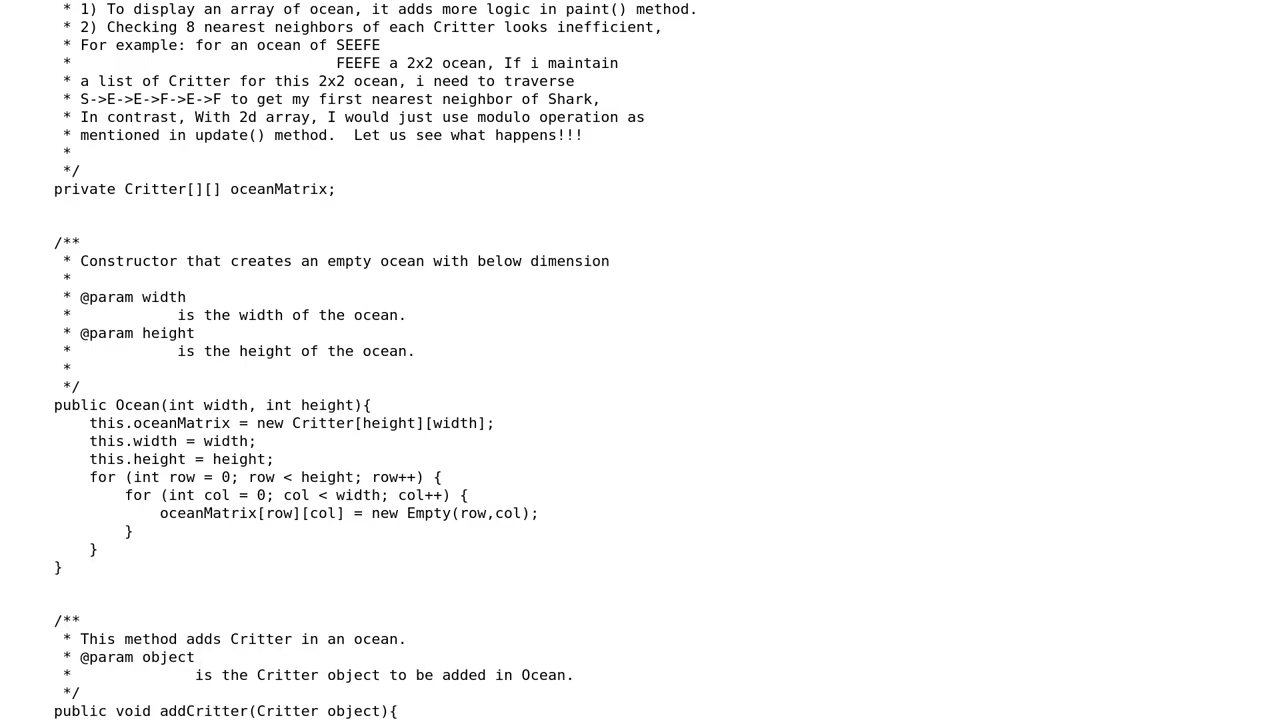 * 1) To display an array of ocean, it adds more logic in paint() method.
 * 2) Checking 8 nearest neighbors of each Critter looks inefficient,
 * For example: for an ocean of SEEFE
 *                              FEEFE a 2x2 ocean, If i maintain
 * a list of Critter for this 2x2 ocean, i need to traverse
 * S->E->E->F->E->F to get my first nearest neighbor of Shark,
 * In contrast, With 2d array, I would just use modulo operation as
 * mentioned in update() method.  Let us see what happens!!!
 *
 */
private Critter[][] oceanMatrix;

/**
 * Constructor that creates an empty ocean with below dimension
 *
 * @param width
 *            is the width of the ocean.
 * @param height
 *            is the height of the ocean.
 *
 */
public Ocean(int width, int height){
    this.oceanMatrix = new Critter[height][width];
    this.width = width;
    this.height = height;
    for (int row = 0; row < height; row++) {
        for (int col = 0; col < width; col++) {
            oceanMatrix[row][col] = new Empty(row,col);
        }
    }
}

/**
 * This method adds Critter in an ocean.
 * @param object
 *              is the Critter object to be added in Ocean.
 */
public void addCritter(Critter object){